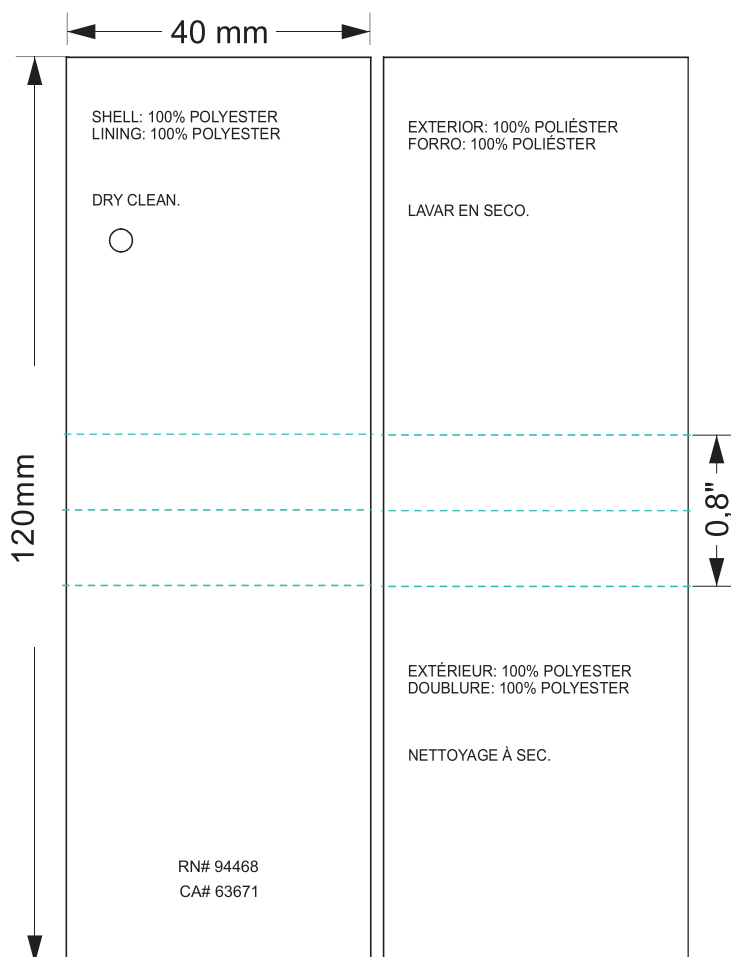 40 mm
SHELL: 100% POLYESTER
LINING: 100% POLYESTER
DRY CLEAN.
EXTERIOR: 100% POLIÉSTER
FORRO: 100% POLIÉSTER
LAVAR EN SECO.
120mm
0,8"
EXTÉRIEUR: 100% POLYESTER
DOUBLURE: 100% POLYESTER
NETTOYAGE À SEC.
RN# 94468
CA# 63671